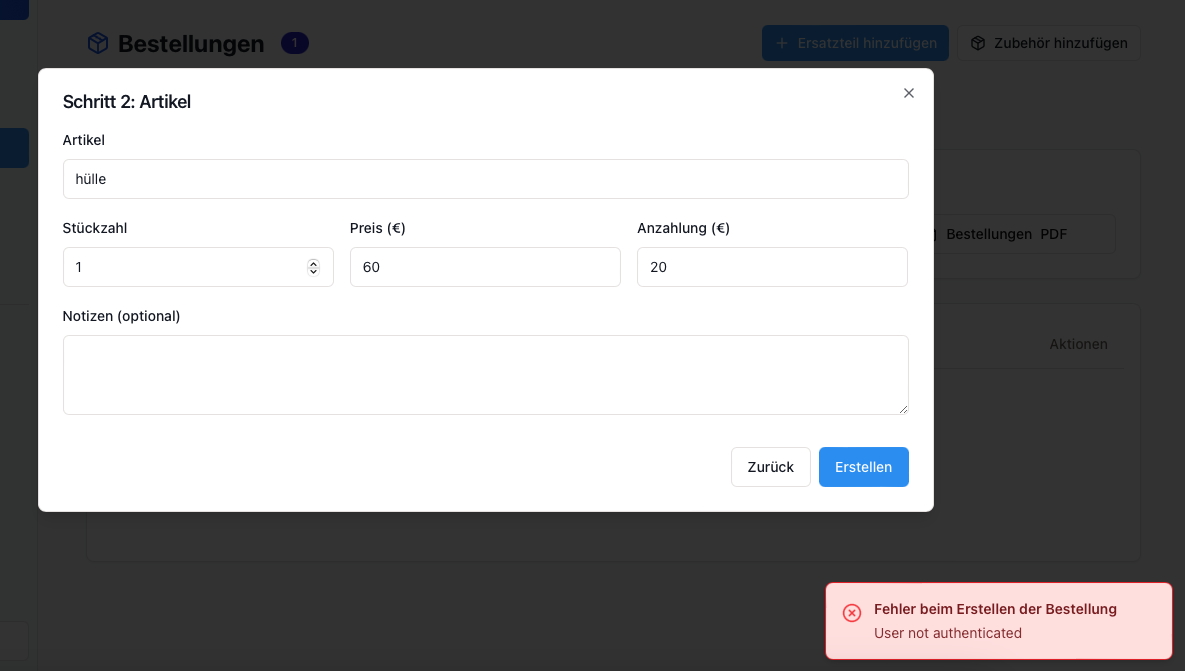 Bestellungen 1
Ersatzteil hinzufügen
Zubehör hinzufügen
Schritt 2: Artikel
Artikel
hülle
Stückzahl Preis (€) Anzahlung (€)
1 60 20
Bestellungen PDF
Notizen (optional)
Aktionen
Zurück Erstellen
Fehler beim Erstellen der Bestellung
User not authenticated